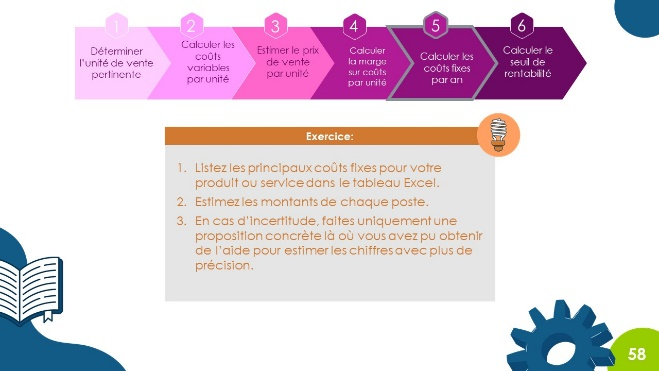 1
Déterminer
l'unité de vente
pertinente
2
Calculer les
coûts
variables
par unité
3
Estimer le prix
de vente
par unité
4
Calculer
la marge
sur coûts
par unité
5
Calculer les
coûts fixes
par an
6
Calculer le
seuil de
rentabilité
Exercice:
1. Listez les principaux coûts fixes pour votre
produit ou service dans le tableau Excel.
2. Estimez les montants de chaque poste.
3. En cas d'incertitude, faites uniquement une
proposition concrète là où vous avez pu obtenir
de l'aide pour estimer les chiffres avec plus de
précision.
58